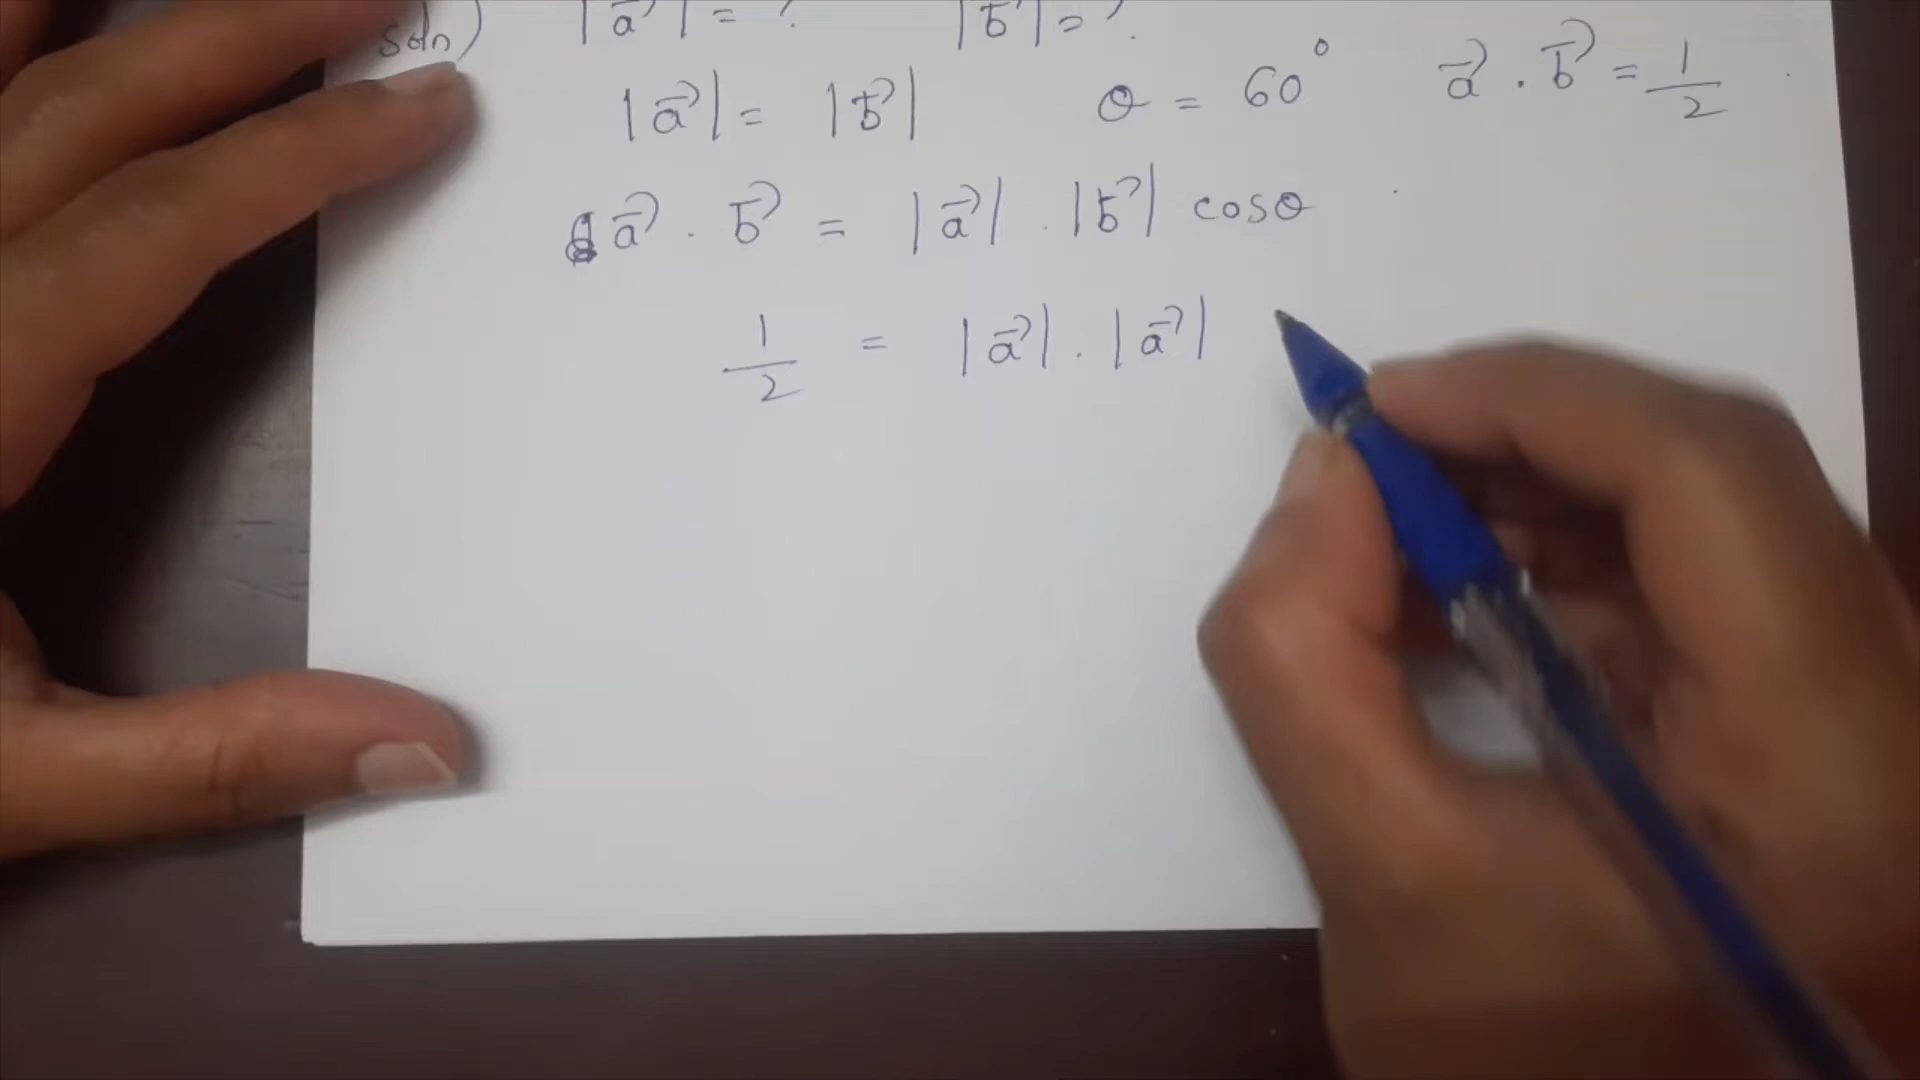 Soln) |a⃗| = ? |b⃗| = ?
|a⃗| = |b⃗| θ = 60° a⃗ . b⃗ = 1/2 .
a⃗ . b⃗ = |a⃗| . |b⃗| cosθ
1/2 = |a⃗| . |a⃗|